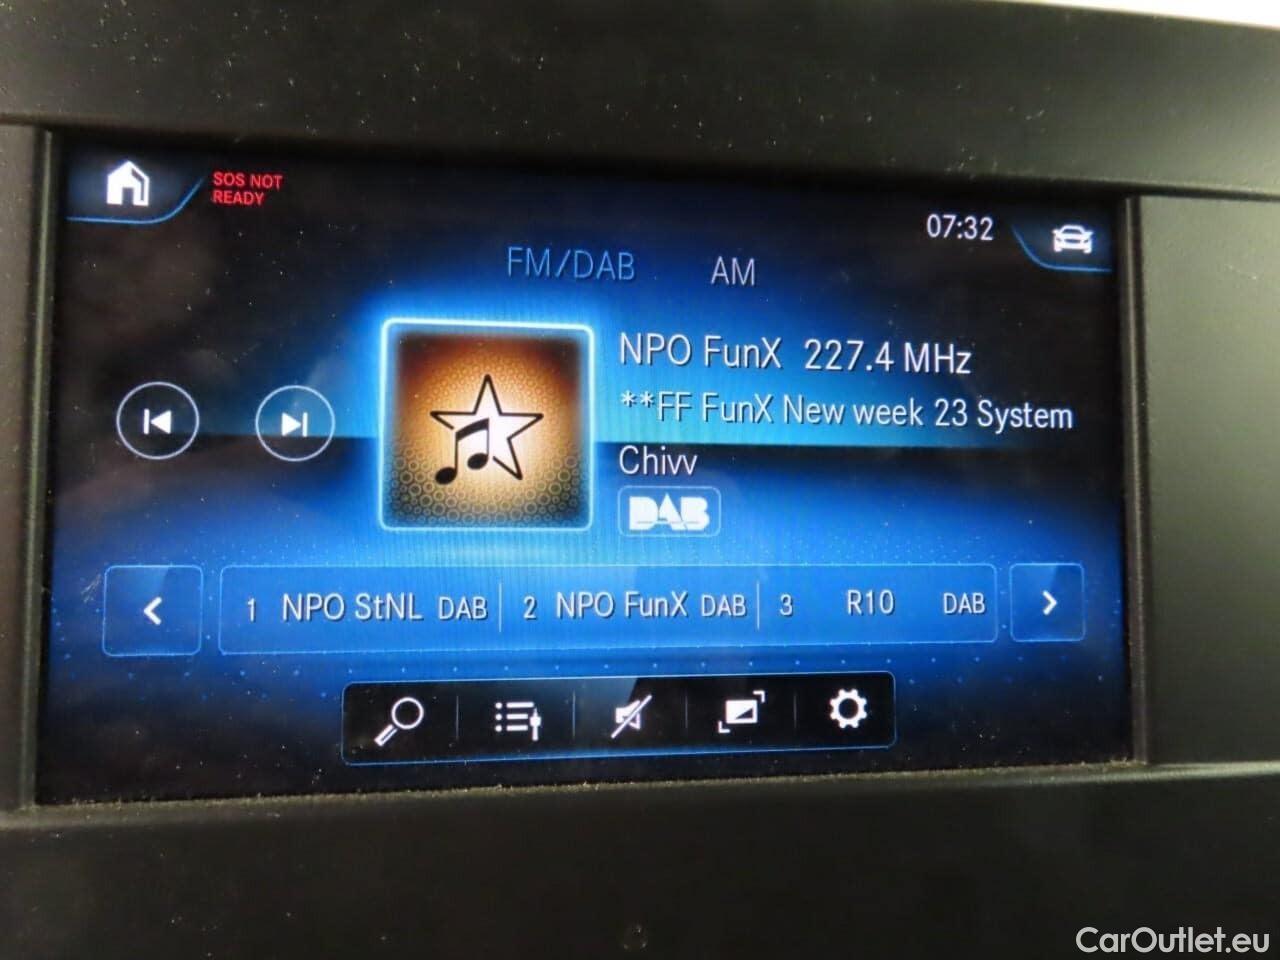 SOS NOT
READY
07:32
FM/DAB AM
NPO FunX 227.4 MHz
**FF FunX New week 23 System
Chivv
DAB
1 NPO StNL DAB 2 NPO FunX DAB 3 R10 DAB
CarOutlet.eu